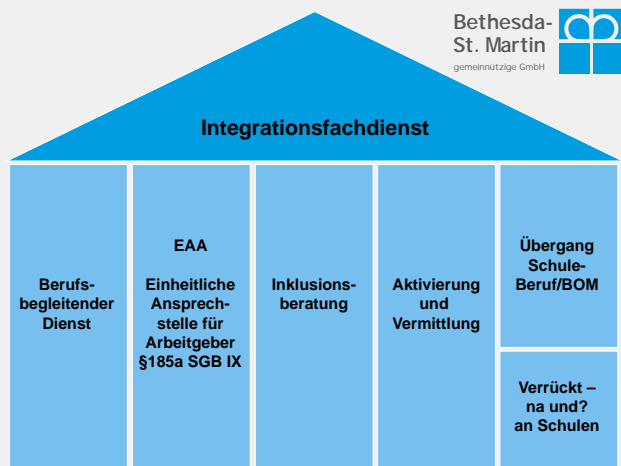 Bethesda-
St. Martin
gemeinnützige GmbH
Integrationsfachdienst
Berufs-
begleitender
Dienst
EAA
Einheitliche
Ansprech-
stelle für
Arbeitgeber
§185a SGB IX
Inklusions-
beratung
Aktivierung
und
Vermittlung
Übergang
Schule-
Beruf/BOM
Verrückt –
na und?
an Schulen